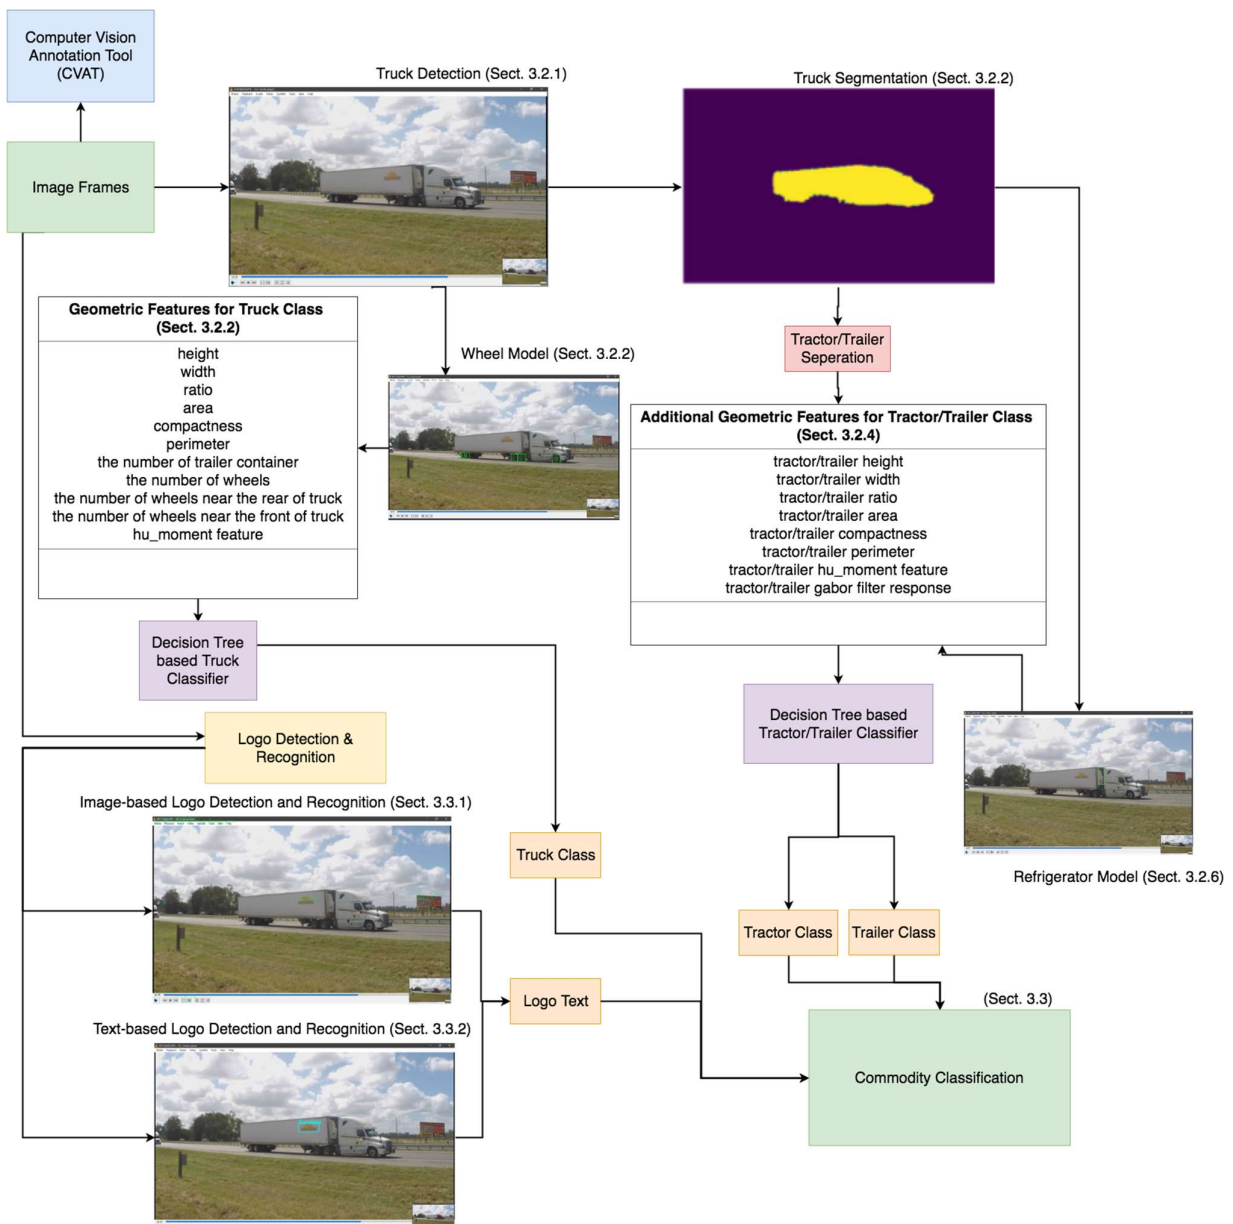 Computer Vision
Annotation Tool
(CVAT)
Truck Detection (Sect. 3.2.1)
Truck Segmentation (Sect. 3.2.2)
Image Frames
Geometric Features for Truck Class
(Sect. 3.2.2)
height
width
ratio
area
compactness
perimeter
the number of trailer container
the number of wheels
the number of wheels near the rear of truck
the number of wheels near the front of truck
hu_moment feature
Wheel Model (Sect. 3.2.2)
Tractor/Trailer
Seperation
Additional Geometric Features for Tractor/Trailer Class
(Sect. 3.2.4)
tractor/trailer height
tractor/trailer width
tractor/trailer ratio
tractor/trailer area
tractor/trailer compactness
tractor/trailer perimeter
tractor/trailer hu_moment feature
tractor/trailer gabor filter response
Decision Tree
based Truck
Classifier
Decision Tree based
Tractor/Trailer Classifier
Logo Detection &
Recognition
Image-based Logo Detection and Recognition (Sect. 3.3.1)
Truck Class
Refrigerator Model (Sect. 3.2.6)
Tractor Class
Trailer Class
Logo Text
(Sect. 3.3)
Text-based Logo Detection and Recognition (Sect. 3.3.2)
Commodity Classification